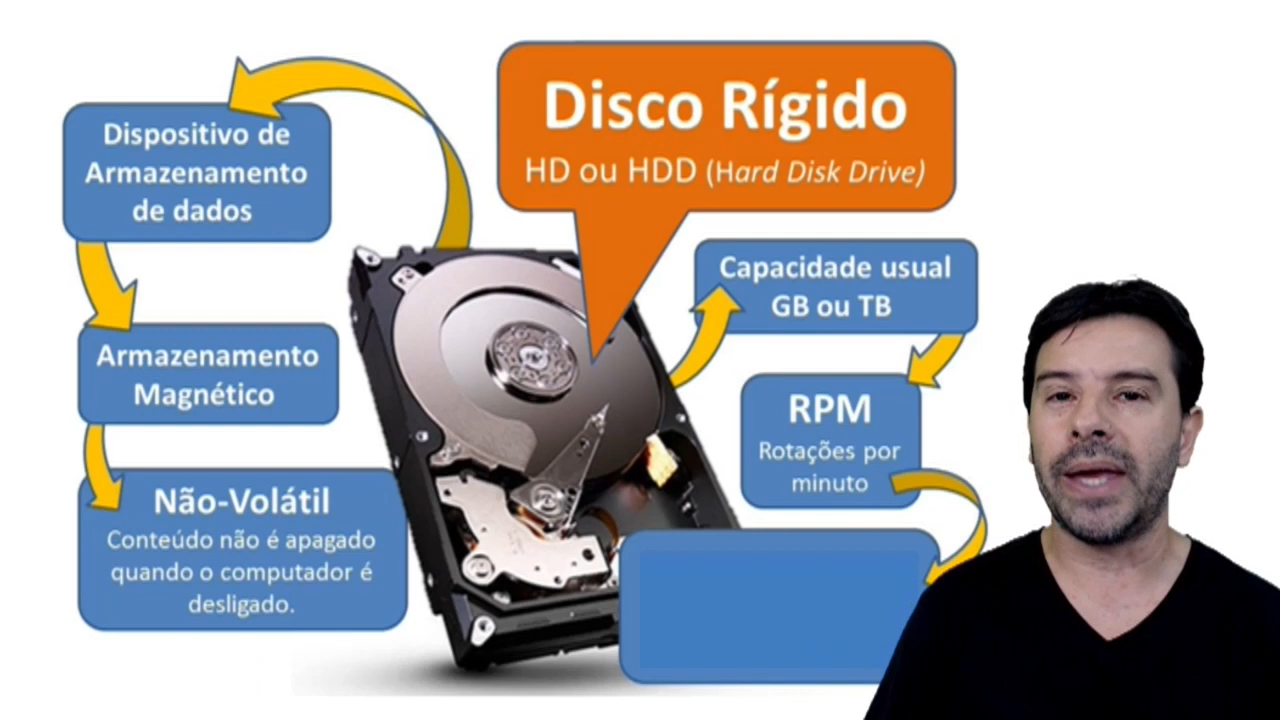 Disco Rígido
HD ou HDD (Hard Disk Drive)
Dispositivo de
Armazenamento
de dados
Armazenamento
Magnético
Não-Volátil
Conteúdo não é apagado
quando o computador é
desligado.
Capacidade usual
GB ou TB
RPM
Rotações por
minuto